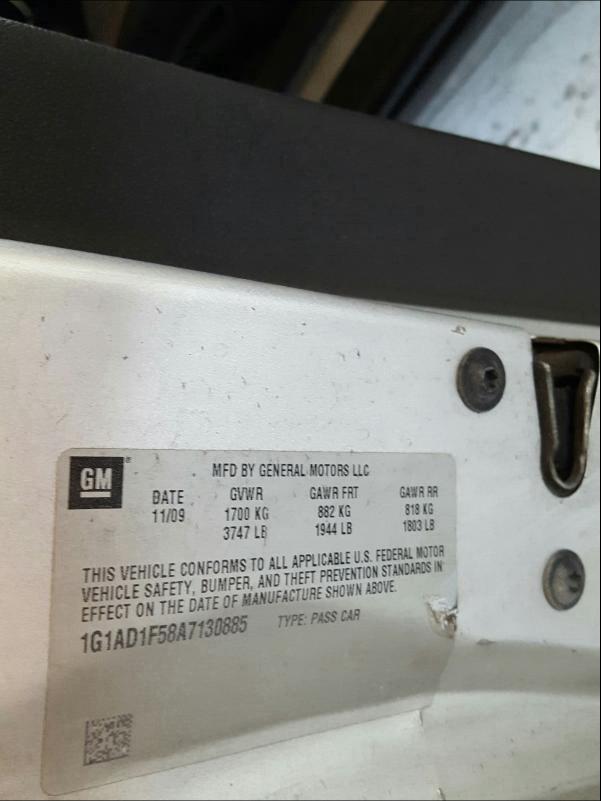 GM®
MFD BY GENERAL MOTORS LLC
DATE GVWR GAWR FRT GAWR RR
11/09 1700 KG 882 KG 818 KG
3747 LB 1944 LB 1803 LB
THIS VEHICLE CONFORMS TO ALL APPLICABLE U.S. FEDERAL MOTOR
VEHICLE SAFETY, BUMPER, AND THEFT PREVENTION STANDARDS IN
EFFECT ON THE DATE OF MANUFACTURE SHOWN ABOVE.
1G1AD1F58A7130885 TYPE: PASS CAR